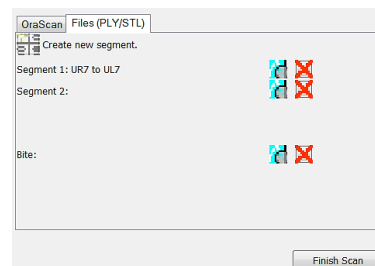 OraScan Files (PLY/STL)
Create new segment.
Segment 1: UR7 to UL7
Segment 2:
Bite:
Finish Scan